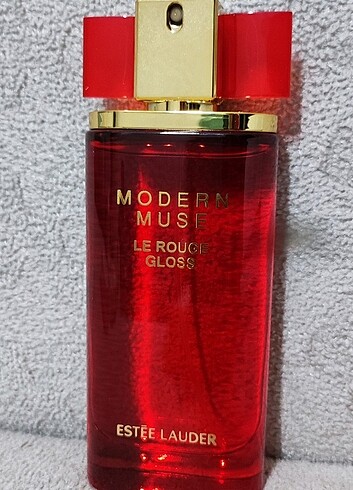 MODERN
MUSE
LE ROUGE
GLOSS
ESTĒE LAUDER